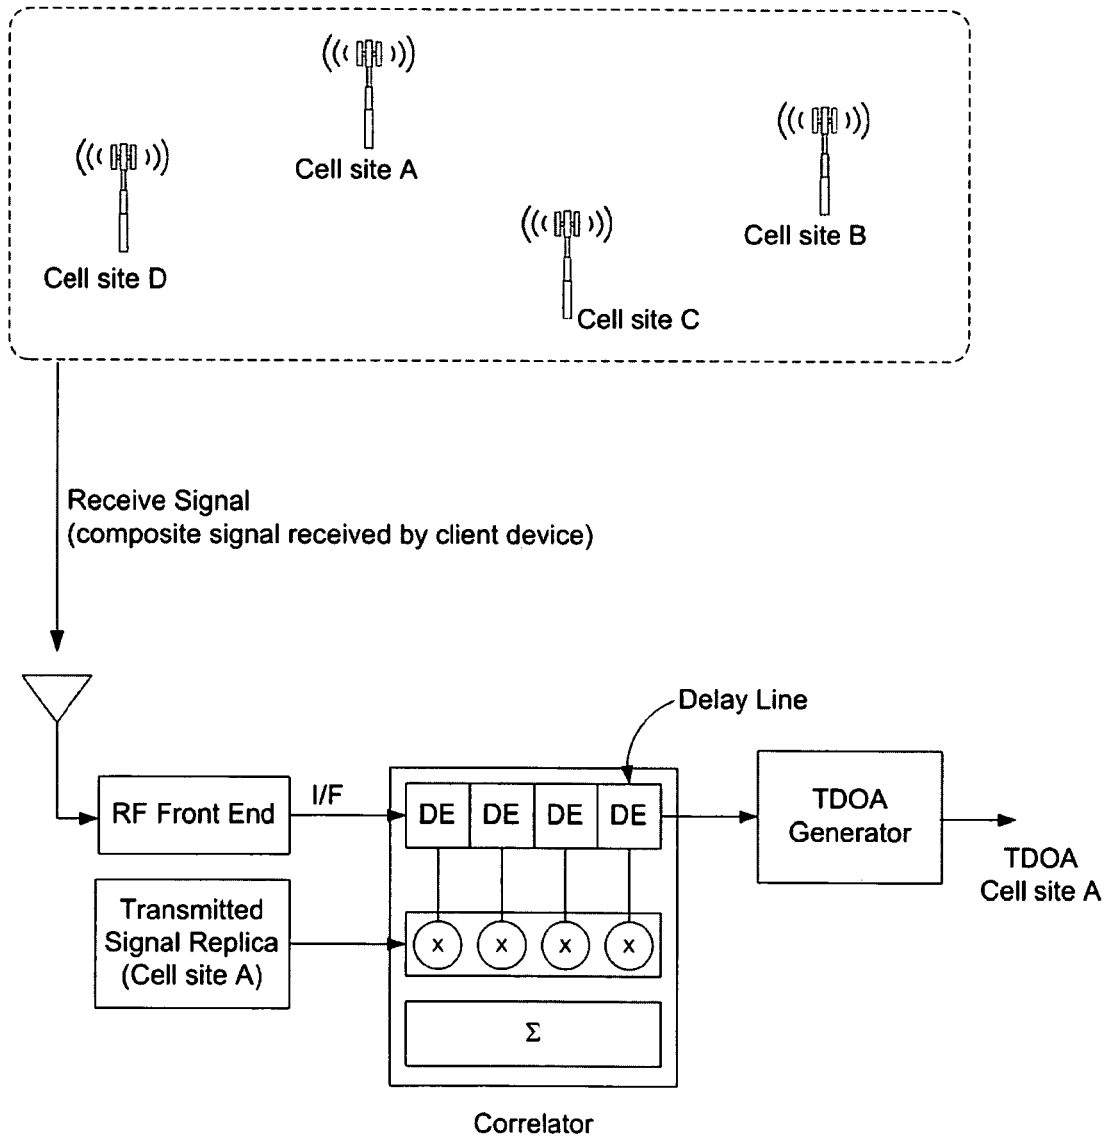 Cell site A
Cell site B
Cell site D
Cell site C
Receive Signal
(composite signal received by client device)
Delay Line
RF Front End
I/F
DE DE DE DE
TDOA
Generator
TDOA
Cell site A
Transmitted
Signal Replica
(Cell site A)
x x x x
Σ
Correlator